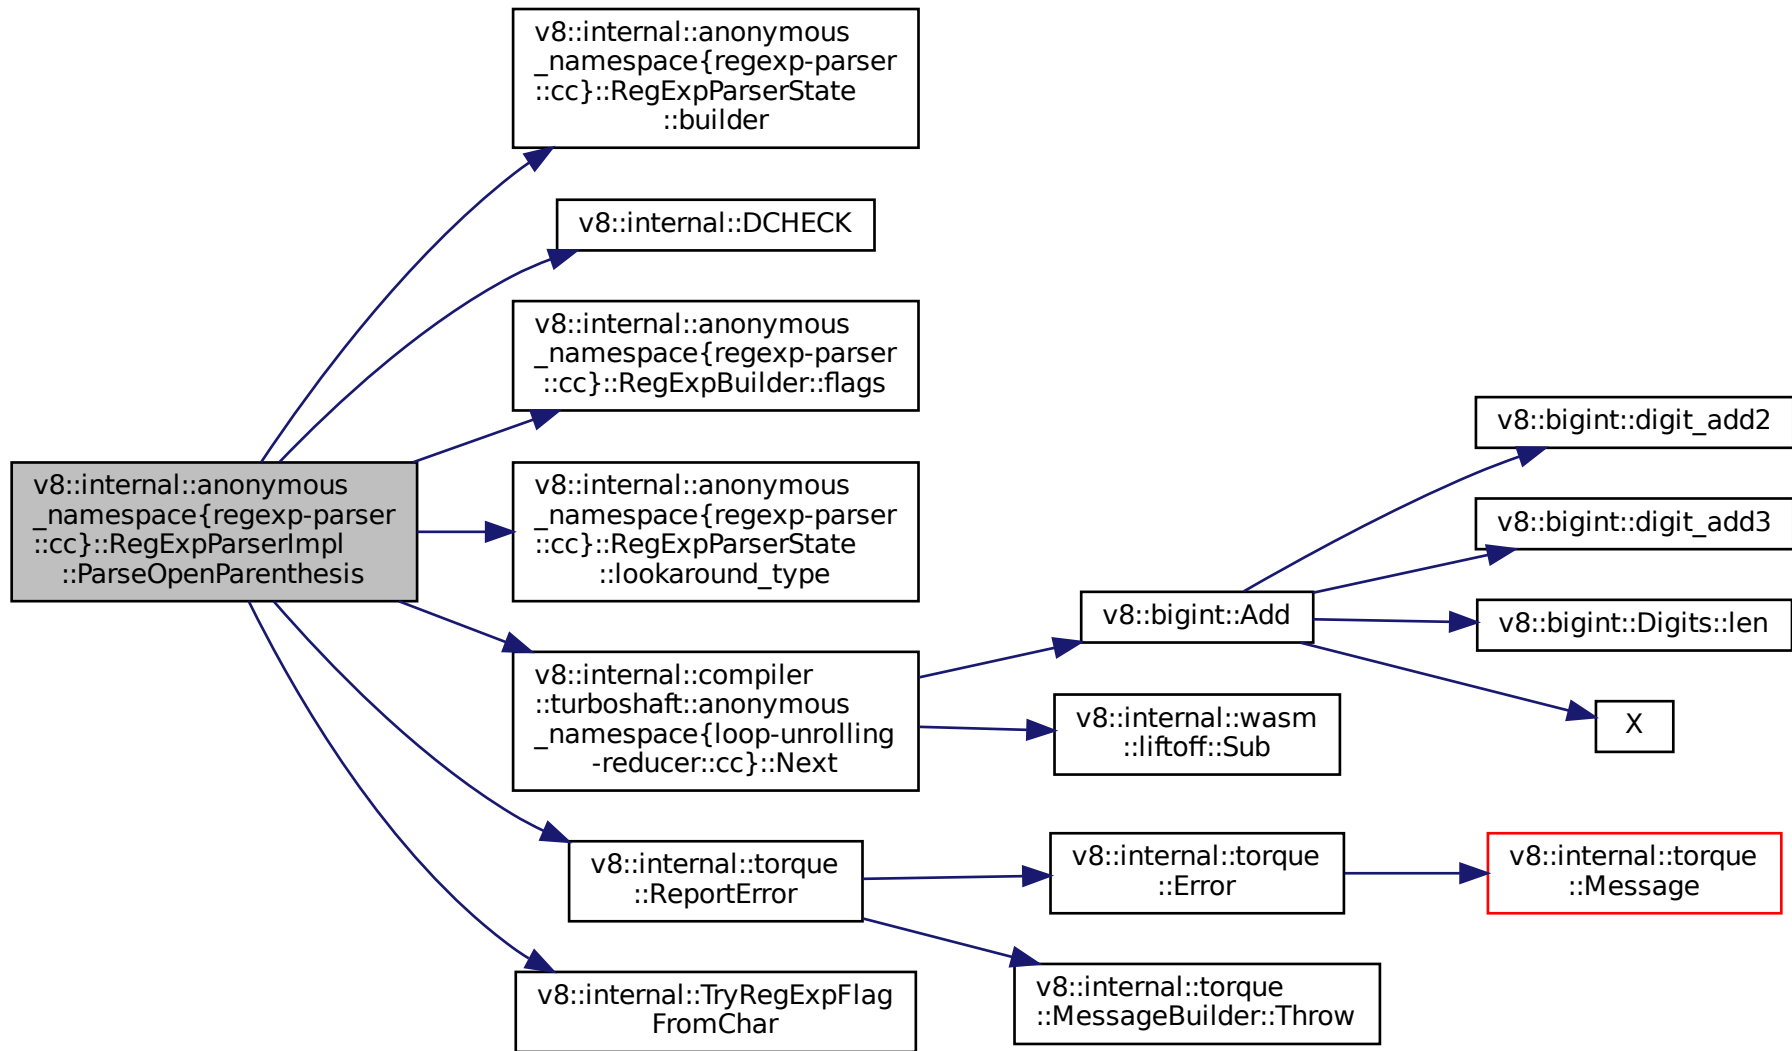 v8::internal::anonymous
_namespace{regexp-parser
::cc}::RegExpParserImpl
::ParseOpenParenthesis
v8::internal::anonymous
_namespace{regexp-parser
::cc}::RegExpParserState
::builder
v8::internal::DCHECK
v8::internal::anonymous
_namespace{regexp-parser
::cc}::RegExpBuilder::flags
v8::internal::anonymous
_namespace{regexp-parser
::cc}::RegExpParserState
::lookaround_type
v8::internal::compiler
::turboshaft::anonymous
_namespace{loop-unrolling
-reducer::cc}::Next
v8::internal::torque
::ReportError
v8::internal::TryRegExpFlag
FromChar
v8::bigint::Add
v8::internal::wasm
::liftoff::Sub
v8::internal::torque
::Error
v8::internal::torque
::MessageBuilder::Throw
v8::bigint::digit_add2
v8::bigint::digit_add3
v8::bigint::Digits::len
X
v8::internal::torque
::Message